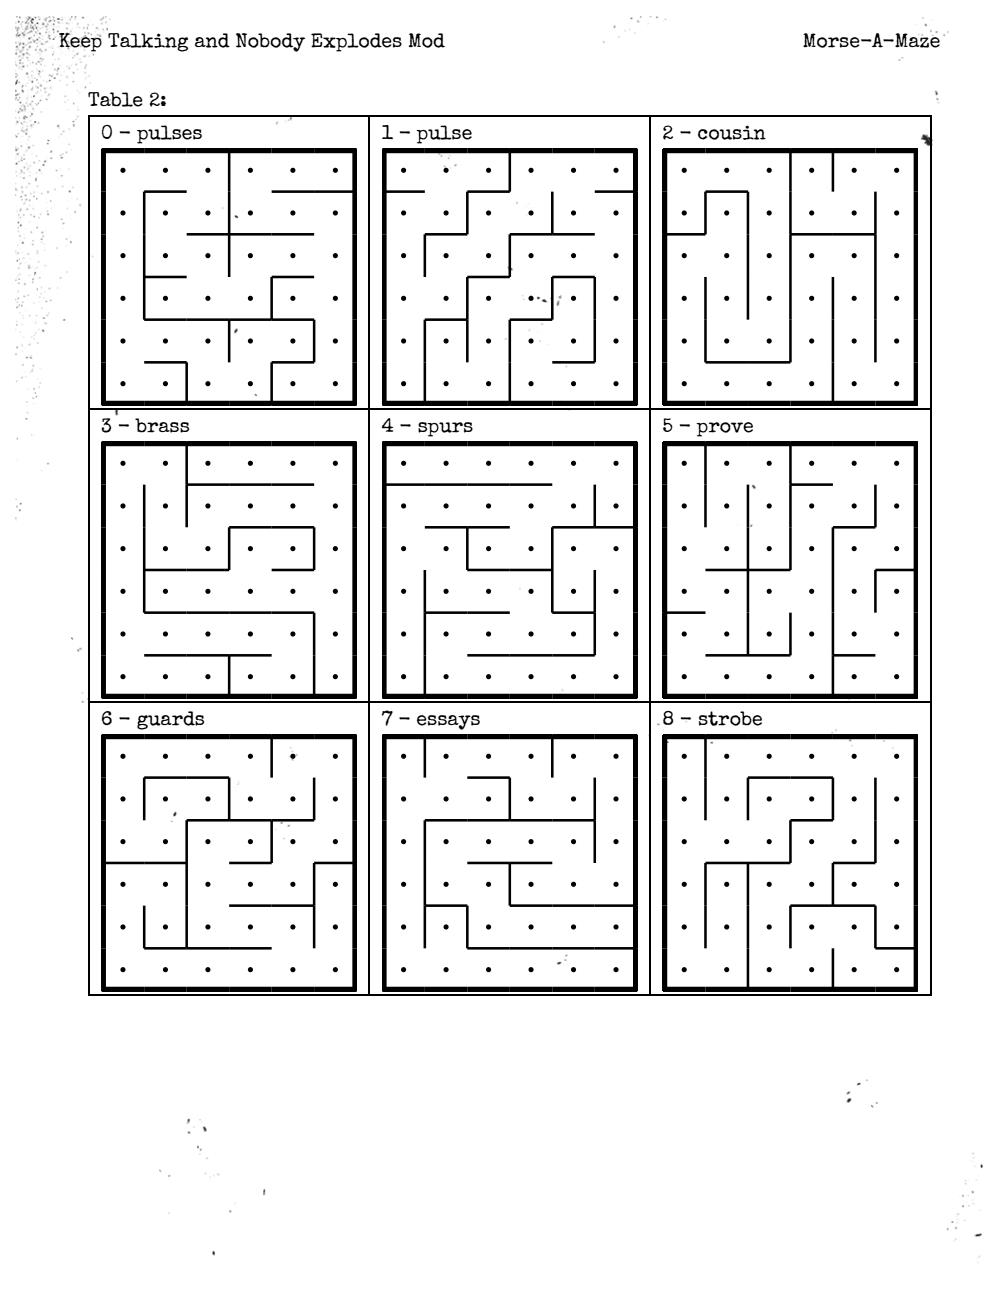 Keep Talking and Nobody Explodes Mod Morse-A-Maze
Table 2:
0 - pulses 1 - pulse 2 - cousin
3 - brass 4 - spurs 5 - prove
6 - guards 7 - essays 8 - strobe